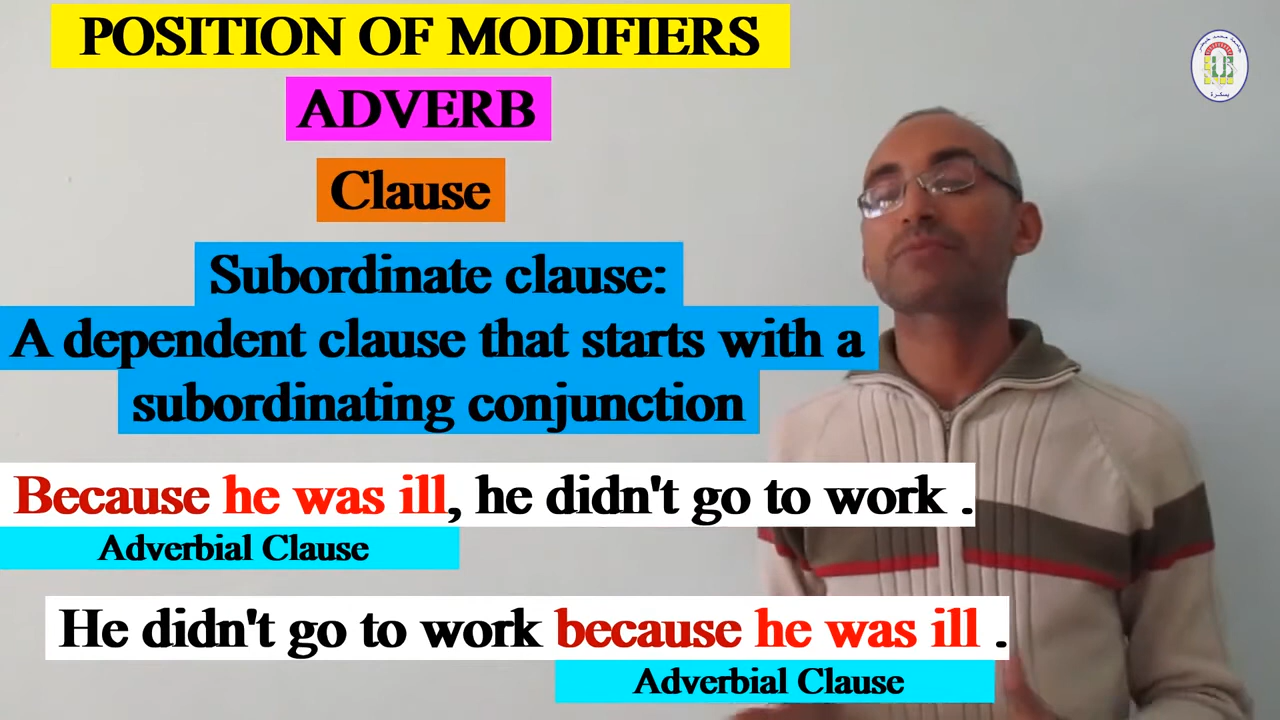 POSITION OF MODIFIERS
ADVERB
Clause
Subordinate clause:
A dependent clause that starts with a
subordinating conjunction
Because he was ill, he didn't go to work .
Adverbial Clause
He didn't go to work because he was ill .
Adverbial Clause
بسكرة